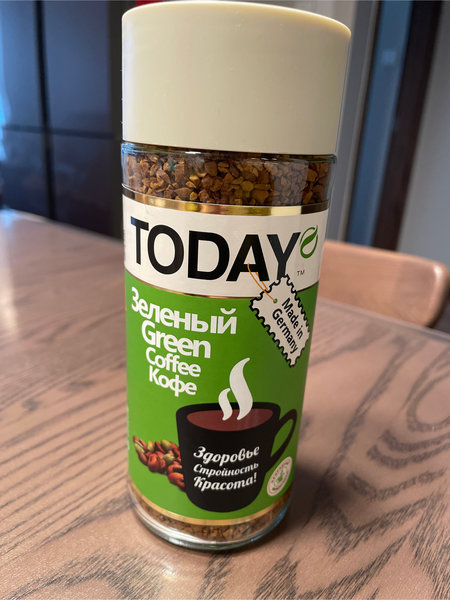 TODAY
TM
Made in
Germany
Зеленый
Green
Coffee
Кофе
Здоровье
Стройность
Красота!